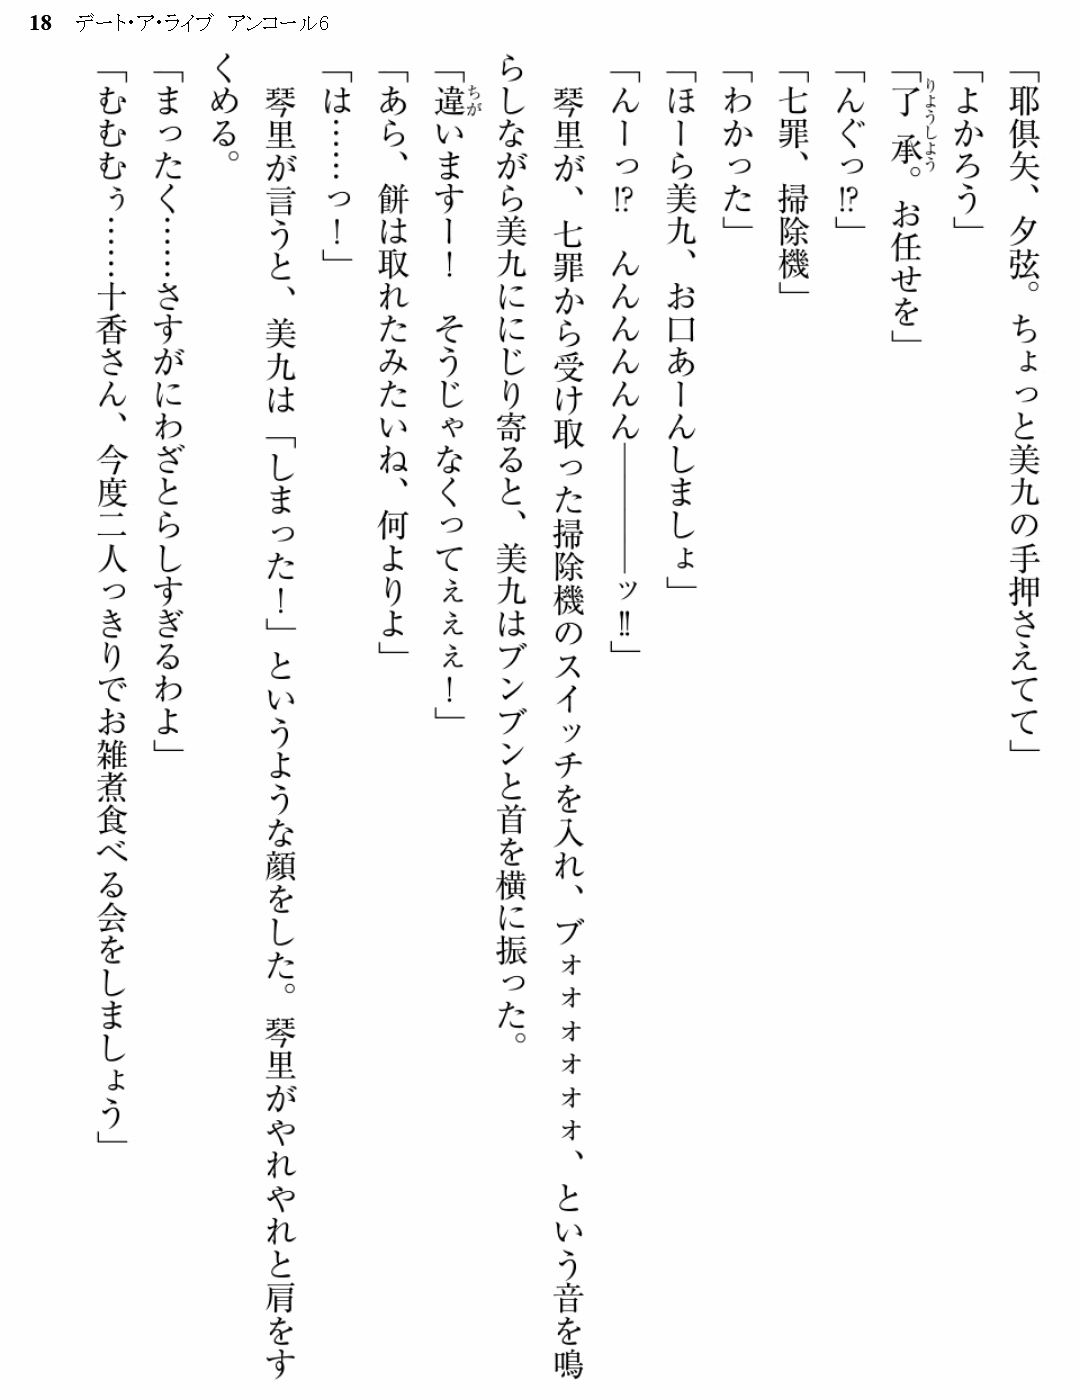 18 デート・ア・ライブ アンコール6
「耶倶矢、夕弦。ちょっと美九の手押さえてて」
「よかろう」
「了承。お任せを」
りょうしょう
「んぐっ!?」
「七罪、掃除機」
「わかった」
「ほーら美九、お口あーんしましょ」
「んーっ!? んんんんんん――――ッ!!」
　琴里が、七罪から受け取った掃除機のスイッチを入れ、ブォォォォォォ、という音を鳴
らしながら美九ににじり寄ると、美九はブンブンと首を横に振った。
「違いますー! そうじゃなくってぇぇぇ!」
ちが
「あら、餅は取れたみたいね、何よりよ」
「は……っ!」
　琴里が言うと、美九は「しまった!」というような顔をした。琴里がやれやれと肩をす
くめる。
「まったく……さすがにわざとらしすぎるわよ」
「むむむぅ……十香さん、今度二人っきりでお雑煮食べる会をしましょう」